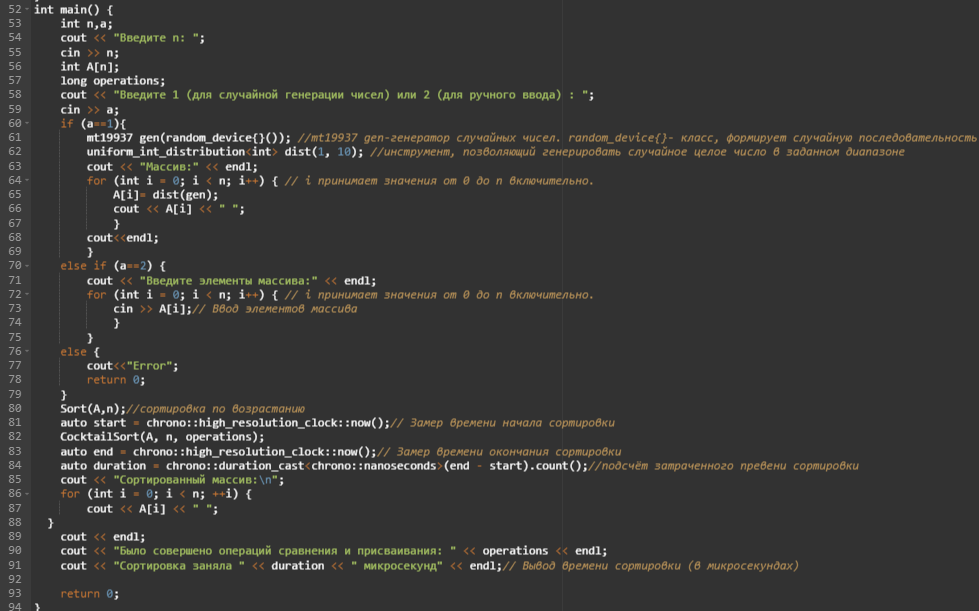 52 int main() {
53 int n,a;
54 cout << "Введите n: ";
55 cin >> n;
56 int A[n];
57 long operations;
58 cout << "Введите 1 (для случайной генерации чисел) или 2 (для ручного ввода) : ";
59 cin >> a;
60 if (a==1){
61 mt19937 gen(random_device{}()); //mt19937 gen-генератор случайных чисел. random_device{}- класс, формирует случайную последовательность
62 uniform_int_distribution<int> dist(1, 10); //инструмент, позволяющий генерировать случайное целое число в заданном диапазоне
63 cout << "Массив:" << endl;
64 for (int i = 0; i < n; i++) { // i принимает значения от 0 до n включительно.
65 A[i]= dist(gen);
66 cout << A[i] << " ";
67 }
68 cout<<endl;
69 }
70 else if (a==2) {
71 cout << "Введите элементы массива:" << endl;
72 for (int i = 0; i < n; i++) { // i принимает значения от 0 до n включительно.
73 cin >> A[i];// Ввод элементов массива
74 }
75 }
76 else {
77 cout<<"Error";
78 return 0;
79 }
80 Sort(A,n);//сортировка по возрастанию
81 auto start = chrono::high_resolution_clock::now();// Замер времени начала сортировки
82 CocktailSort(A, n, operations);
83 auto end = chrono::high_resolution_clock::now();// Замер времени окончания сортировки
84 auto duration = chrono::duration_cast<chrono::nanoseconds>(end - start).count();//подсчёт затраченного превени сортировки
85 cout << "Сортированный массив:\n";
86 for (int i = 0; i < n; ++i) {
87 cout << A[i] << " ";
88 }
89 cout << endl;
90 cout << "Было совершено операций сравнения и присваивания: " << operations << endl;
91 cout << "Сортировка заняла " << duration << " микросекунд" << endl;// Вывод времени сортировки (в микросекундах)
92
93 return 0;
94 }